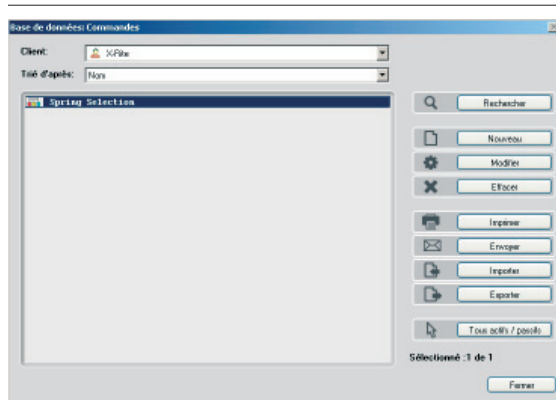 Base de données: Commandes
Client:
X-Rite
Trié d'après:
Nom
Spring Selection
Rechercher
Nouveau
Modifier
Effacer
Imprimer
Envoyer
Importer
Exporter
Tous actifs / passifs
Sélectionné :1 de 1
Fermer